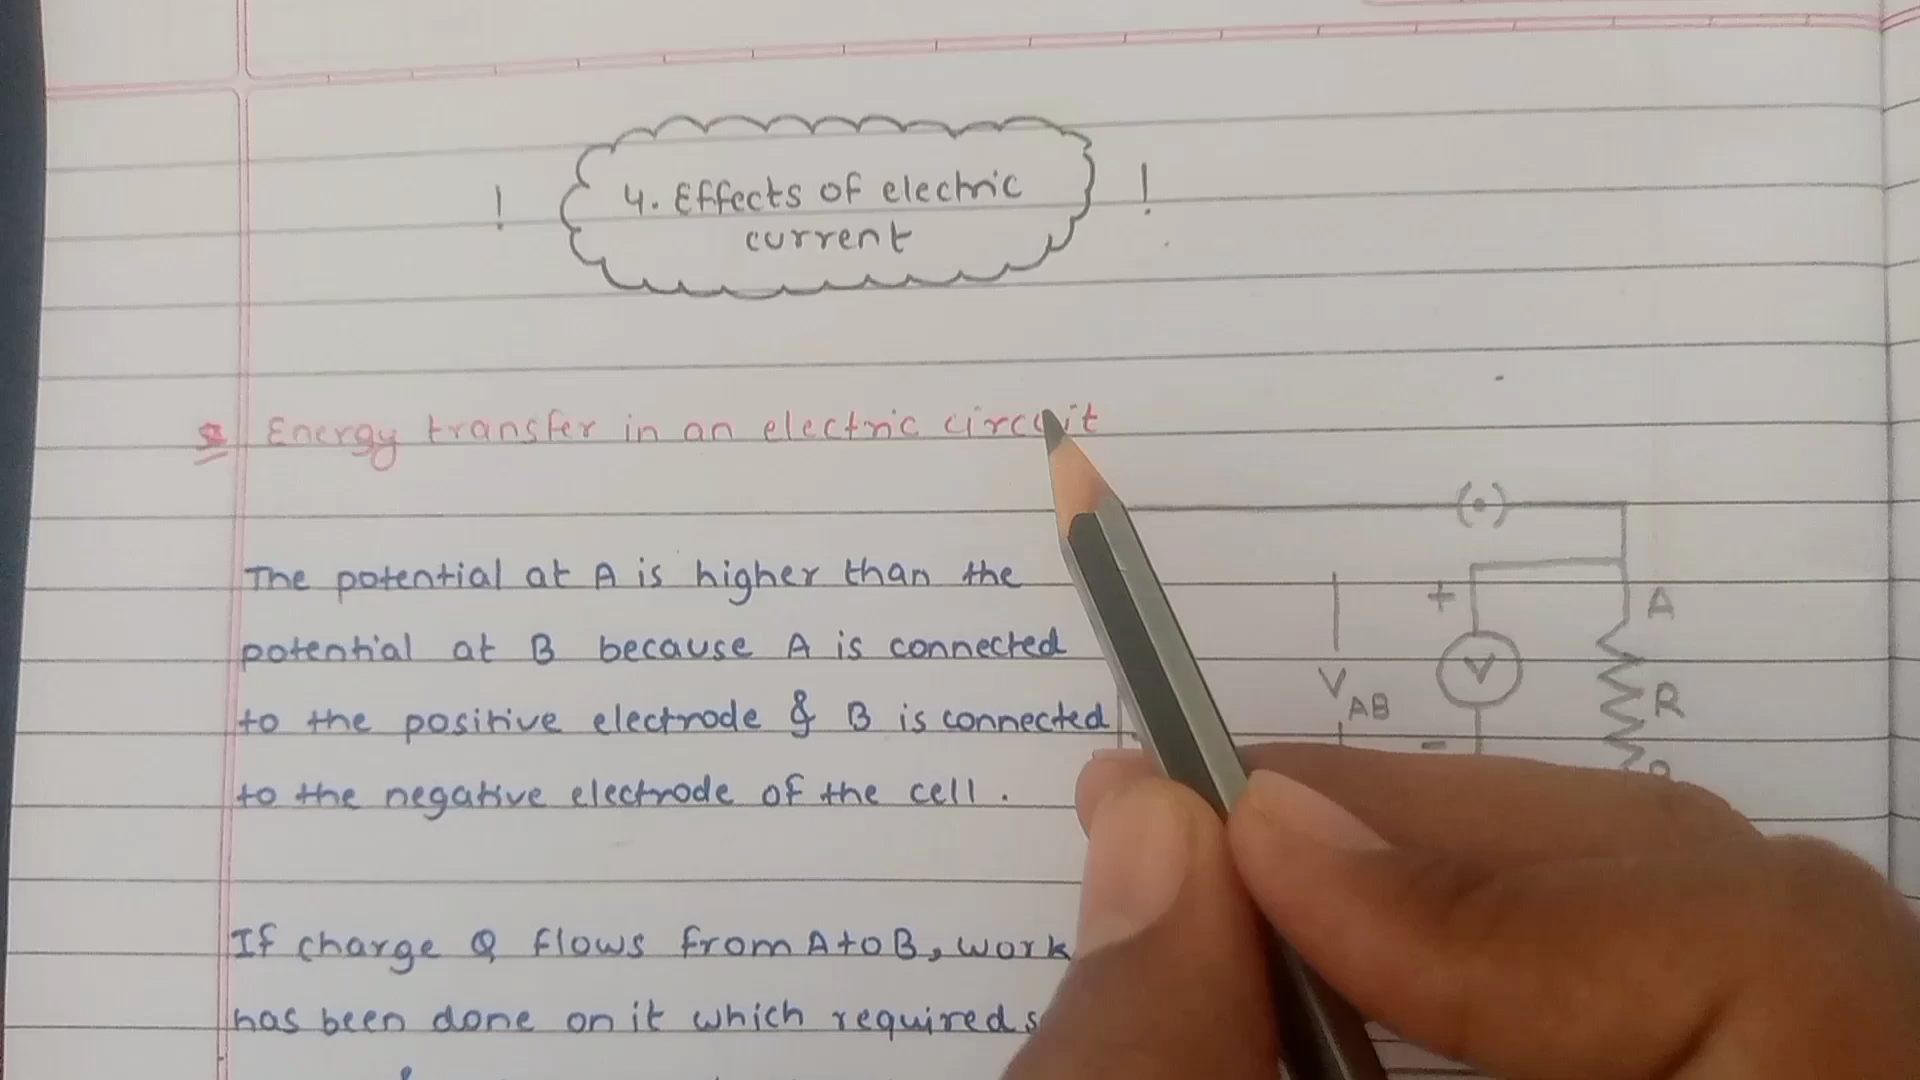 4. Effects of electric
current
Energy transfer in an electric circuit
The potential at A is higher than the
potential at B because A is connected
to the positive electrode & B is connected
to the negative electrode of the cell.
If charge Q flows from A to B, work
has been done on it which required
(•)
+
A
V
VAB
R
-